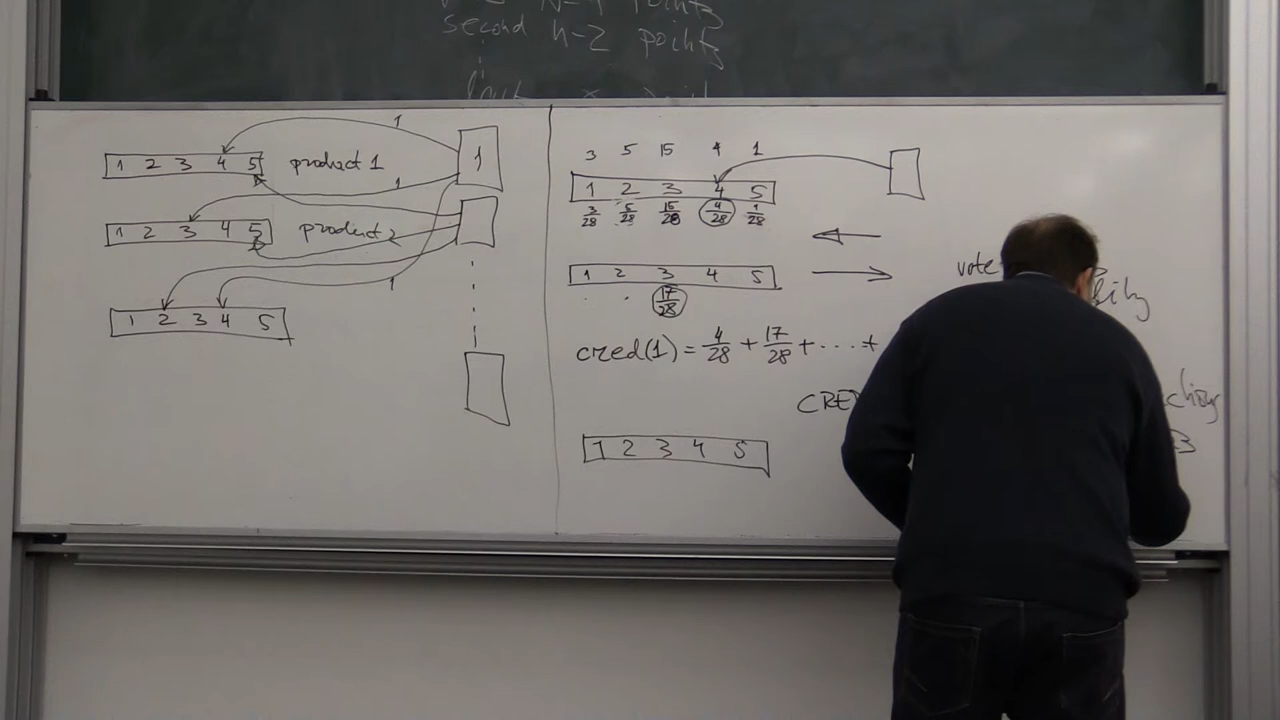 second n-2 points
1 2 3 4 5 product 1
1 2 3 4 5 product 2
1 2 3 4 5
1
1
1
1
3 5 15 4 1
1 2 3 4 5
3/28 5/28 15/28 4/28 1/28
1 2 3 4 5
17/28
vote
cred(1) = 4/28 + 17/28 + ....+
1 2 3 4 5